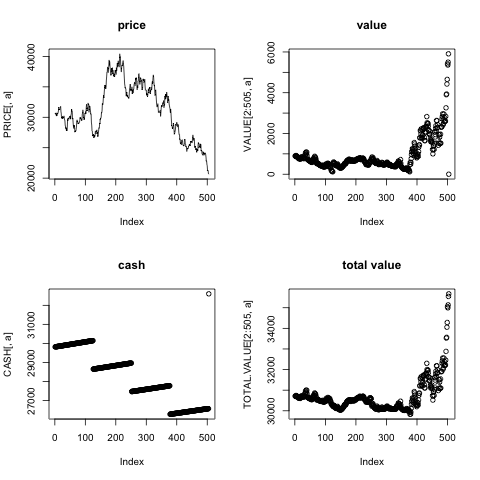 price
PRICE[, a]
20000 30000 40000
0 100 200 300 400 500
Index
value
VALUE[2:505, a]
0 2000 4000 6000
0 100 200 300 400 500
Index
cash
CASH[, a]
27000 29000 31000
0 100 200 300 400 500
Index
total value
TOTAL.VALUE[2:505, a]
30000 32000 34000
0 100 200 300 400 500
Index